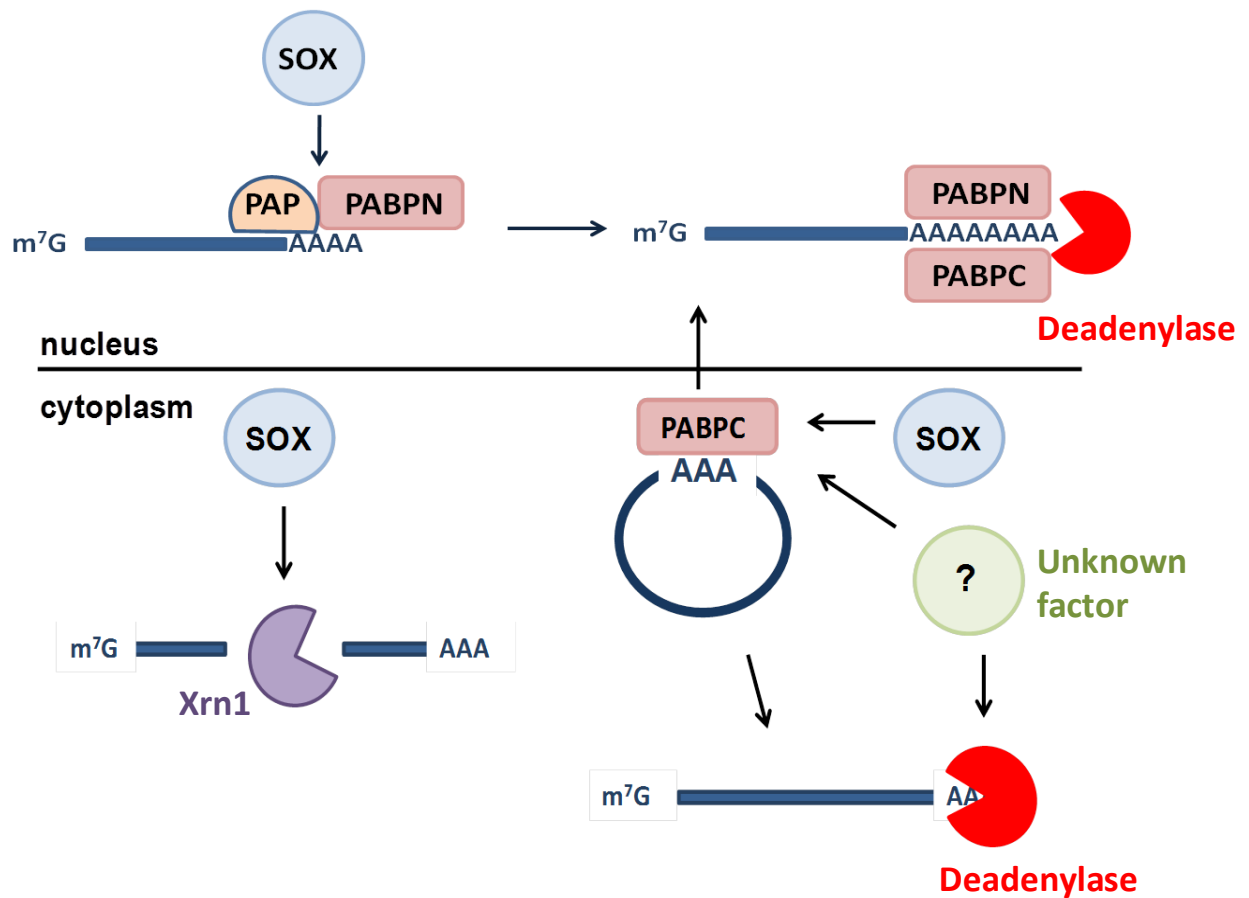 SOX
PAP
PABPN
m⁷G
AAAA
PABPN
m⁷G
AAAAAAAA
PABPC
Deadenylase
nucleus
cytoplasm
SOX
PABPC
AAA
SOX
?
Unknown
factor
m⁷G
AAA
Xrn1
m⁷G
AA
Deadenylase